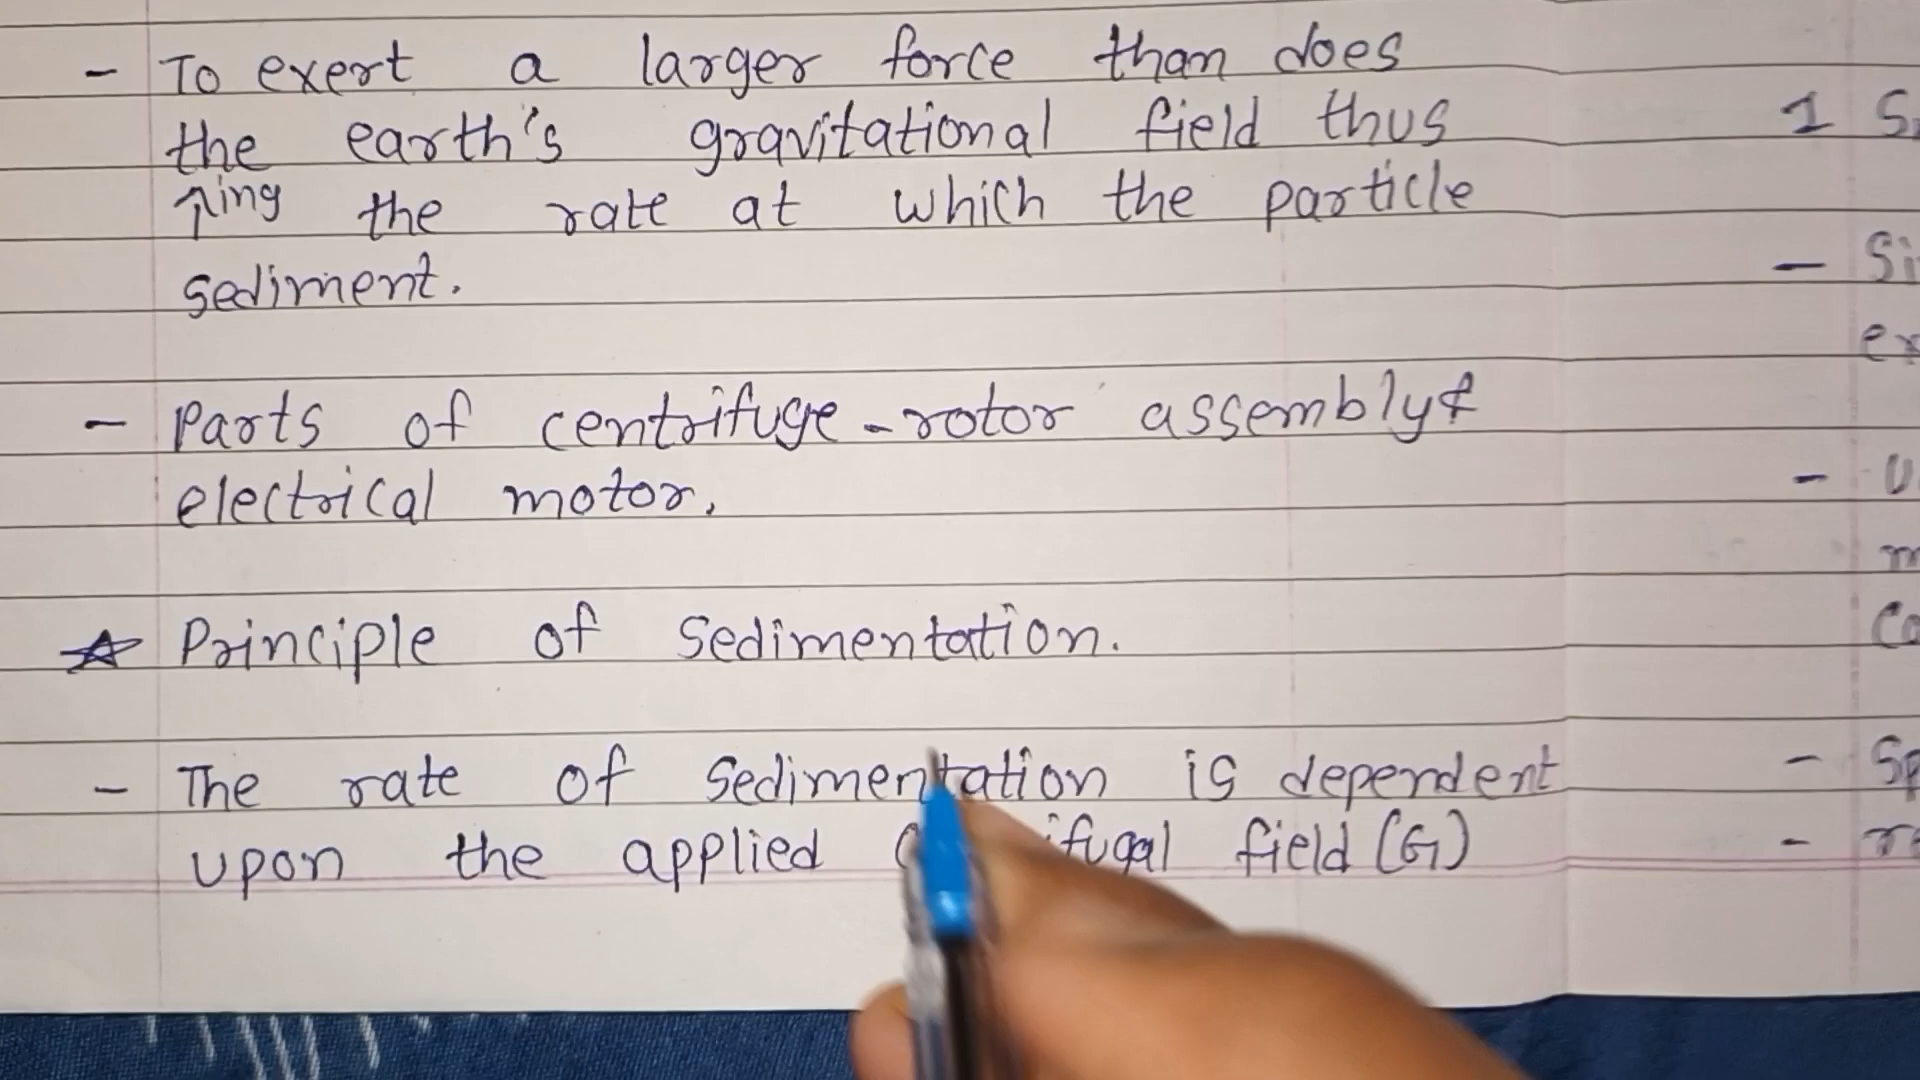 - To exert a larger force than does
the earth's gravitational field thus
↑ing the rate at which the particle
sediment.
- Parts of centrifuge - rotor assembly &
electrical motor.
☆ Principle of Sedimentation.
- The rate of Sedimentation is dependent
upon the applied field (G)
1
-
-
-
-